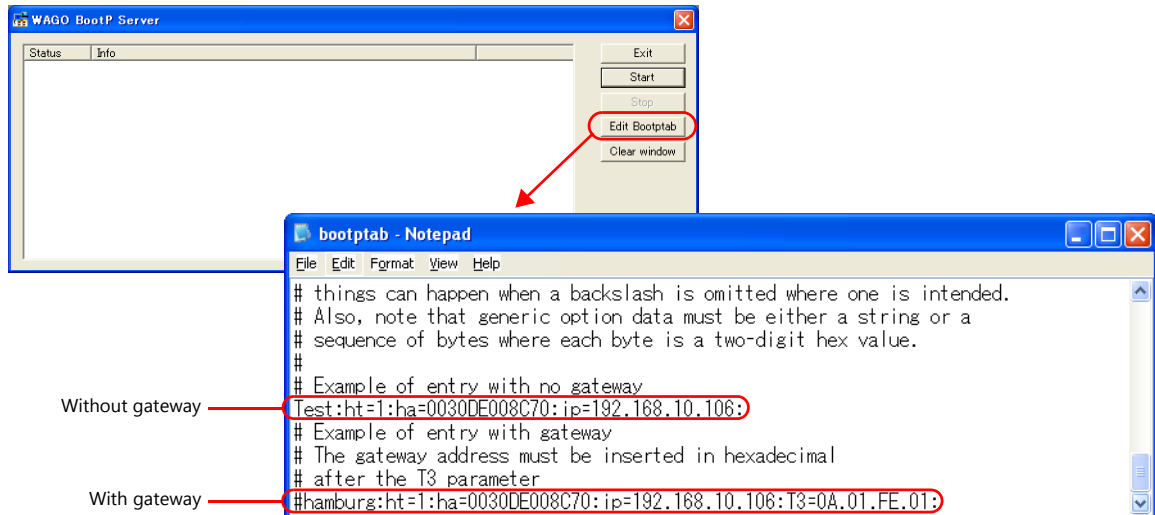 WAGO BootP Server
Status Info
Exit
Start
Stop
Edit Bootptab
Clear window
bootptab - Notepad
File Edit Format View Help
# things can happen when a backslash is omitted where one is intended.
# Also, note that generic option data must be either a string or a
# sequence of bytes where each byte is a two-digit hex value.
#
# Example of entry with no gateway
Without gateway
Test:ht=1:ha=0030DE008C70:ip=192.168.10.106:
# Example of entry with gateway
# The gateway address must be inserted in hexadecimal
# after the T3 parameter
With gateway
#hamburg:ht=1:ha=0030DE008C70:ip=192.168.10.106:T3=0A.01.FE.01: